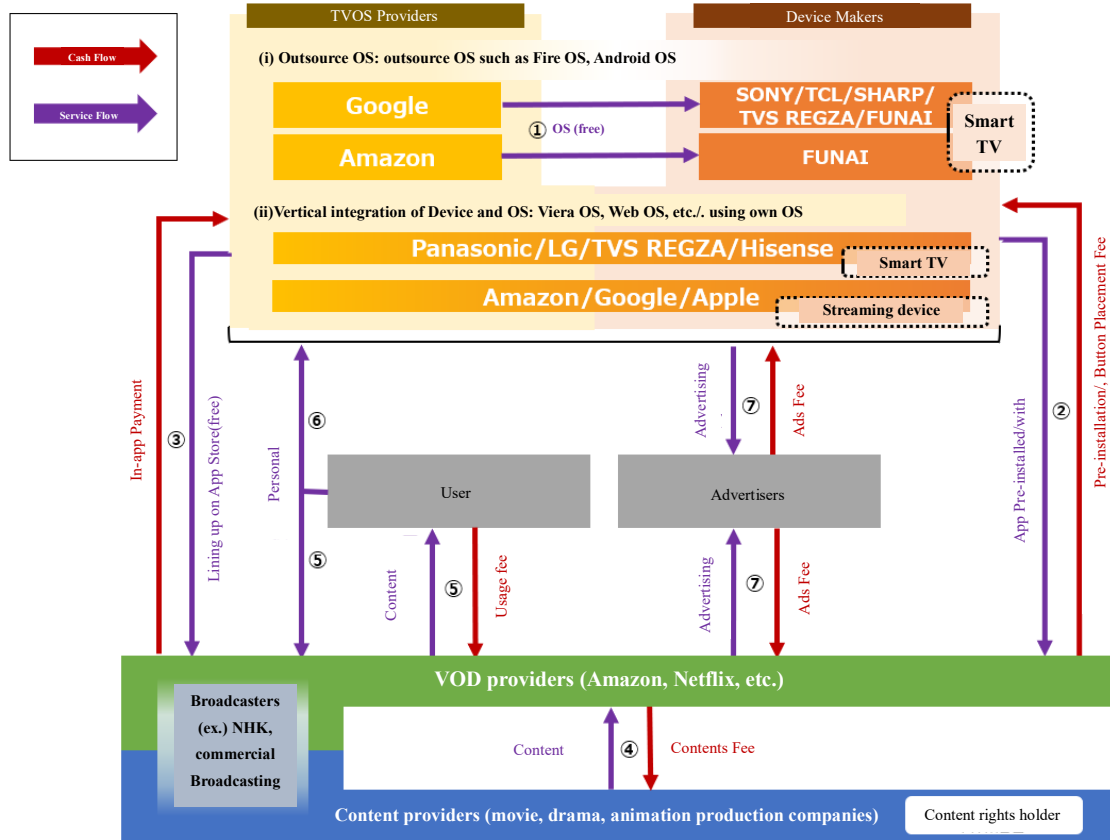 TVOS Providers
Device Makers
Cash Flow
Service Flow
(i) Outsource OS: outsource OS such as Fire OS, Android OS
Google
SONY/TCL/SHARP/
TVS REGZA/FUNAI
Smart
TV
① OS (free)
Amazon
FUNAI
(ii)Vertical integration of Device and OS: Viera OS, Web OS, etc./. using own OS
Panasonic/LG/TVS REGZA/Hisense
Smart TV
Amazon/Google/Apple
Streaming device
In-app Payment
③
Lining up on App Store(free)
⑥
Personal
⑤
User
Content
⑤
Usage fee
Advertising
⑦
Ads Fee
Advertisers
Advertising
⑦
Ads Fee
App Pre-installed/with
②
Pre-installation/, Button Placement Fee
VOD providers (Amazon, Netflix, etc.)
Broadcasters
(ex.) NHK,
commercial
Broadcasting
Content
④
Contents Fee
Content providers (movie, drama, animation production companies)
Content rights holder